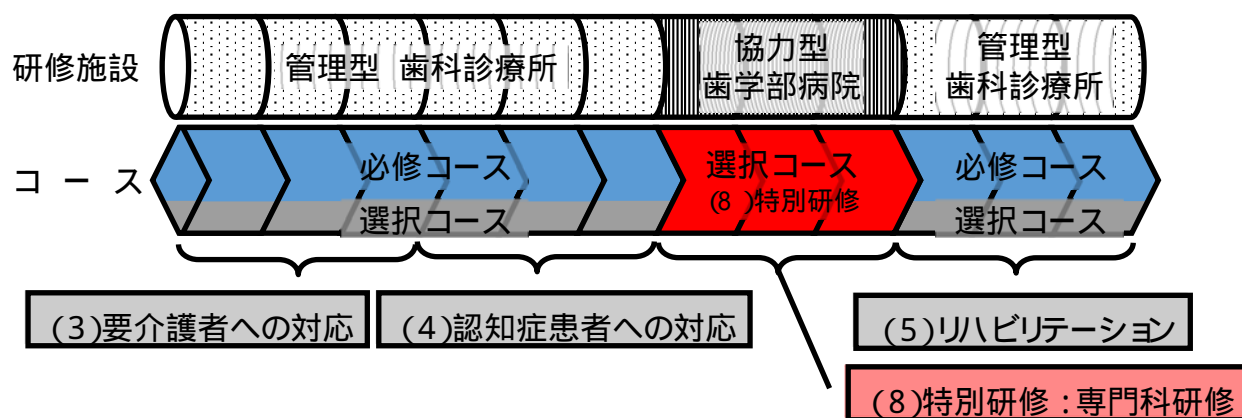 研修施設
管理型 歯科診療所
協力型
歯学部病院
管理型
歯科診療所
コース
必修コース
選択コース
選択コース
(8)特別研修
必修コース
選択コース
(3)要介護者への対応
(4)認知症患者への対応
(5)リハビリテーション
(8)特別研修:専門科研修